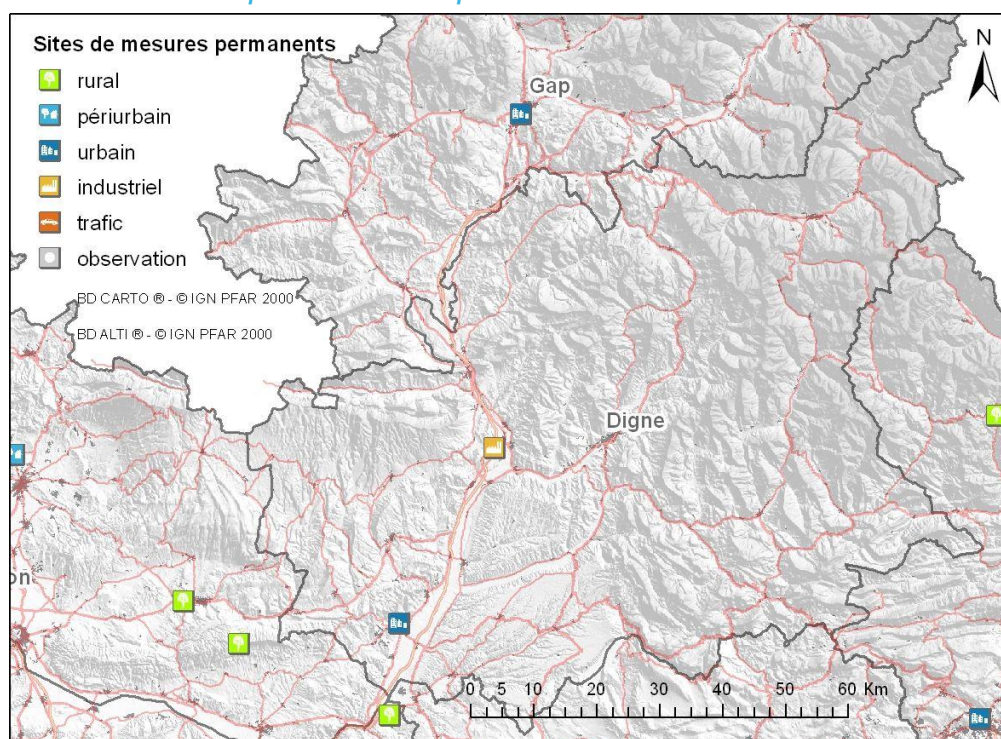 Sites de mesures permanents
rural
périurbain
urbain
industriel
trafic
observation
BD CARTO ® - © IGN PFAR 2000
BD ALTI ® - © IGN PFAR 2000
N
Gap
Digne
on
0 5 10 20 30 40 50 60 Km